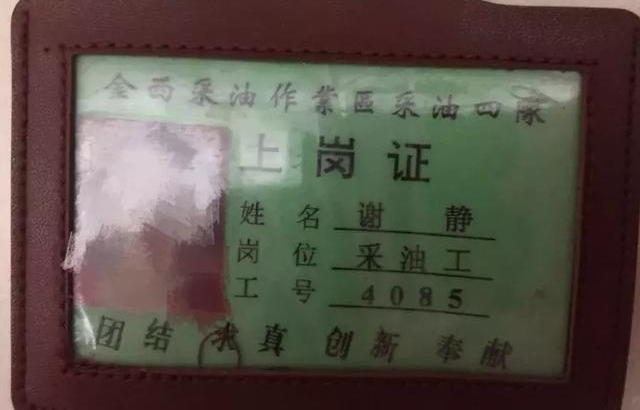 金西采油作業區采油四隊
上岗证
姓名 谢静
岗位 采油工
工号 4085
团结 求真 创新 奉献